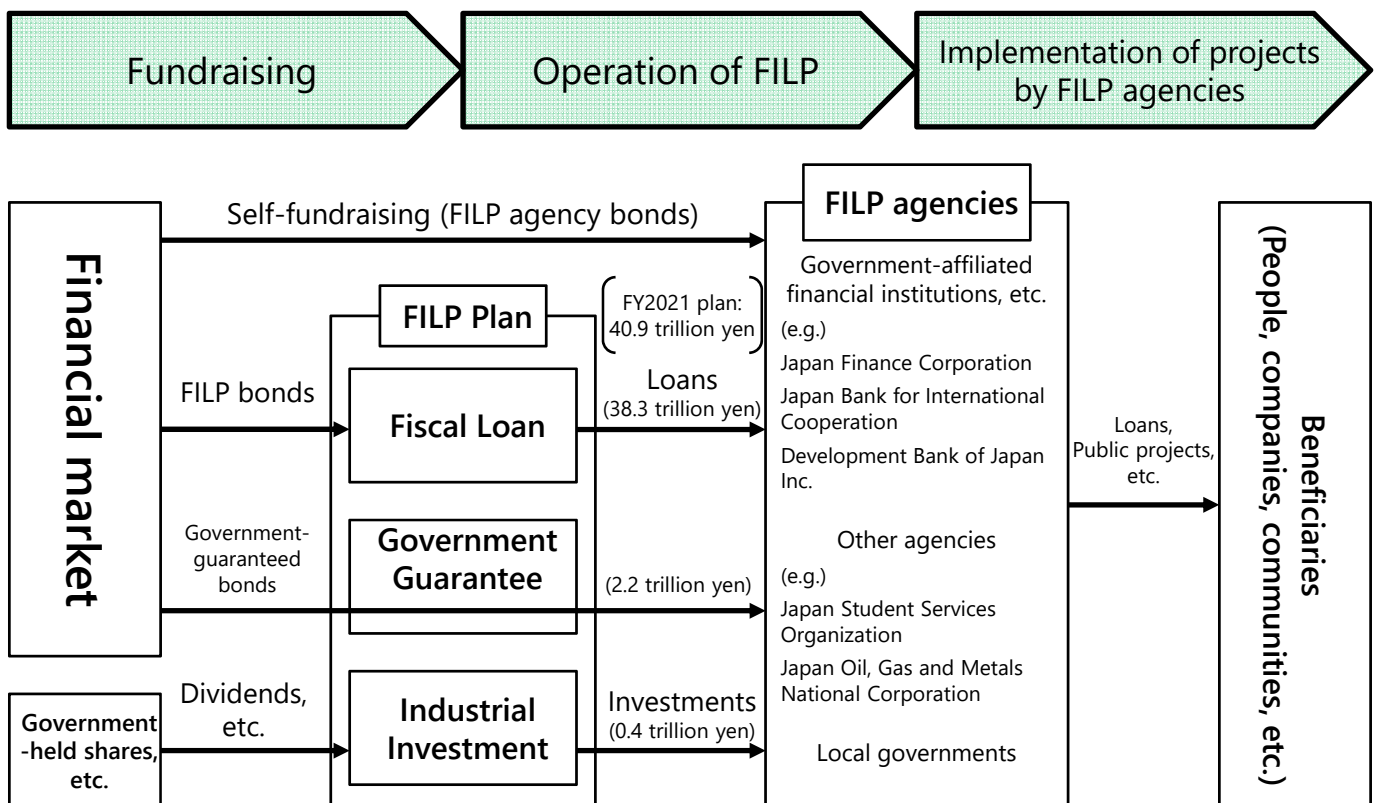 Fundraising
Operation of FILP
Implementation of projects
by FILP agencies
Financial market
Government
-held shares,
etc.
Self-fundraising (FILP agency bonds)
FILP bonds
Government-
guaranteed
bonds
Dividends,
etc.
FILP Plan
Fiscal Loan
Government
Guarantee
Industrial
Investment
FY2021 plan:
40.9 trillion yen
Loans
(38.3 trillion yen)
(2.2 trillion yen)
Investments
(0.4 trillion yen)
FILP agencies
Government-affiliated
financial institutions, etc.
(e.g.)
Japan Finance Corporation
Japan Bank for International
Cooperation
Development Bank of Japan
Inc.
Other agencies
(e.g.)
Japan Student Services
Organization
Japan Oil, Gas and Metals
National Corporation
Local governments
Loans,
Public projects,
etc.
Beneficiaries
(People, companies, communities, etc.)